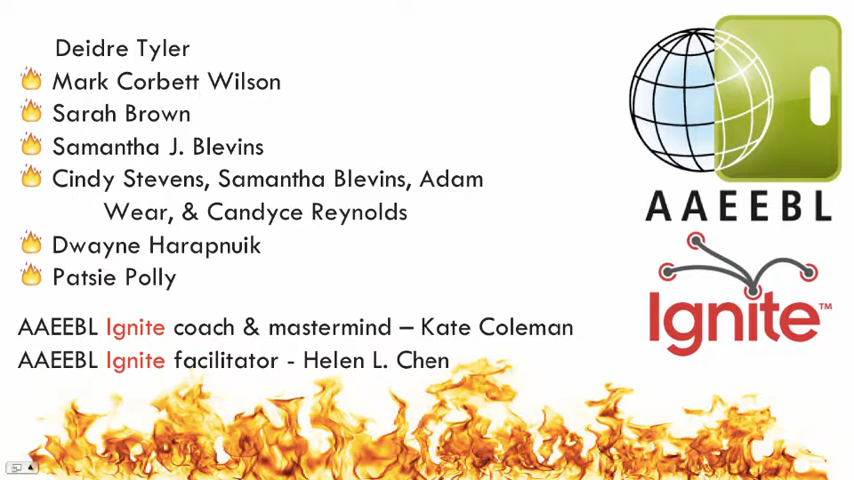 Deidre Tyler
Mark Corbett Wilson
Sarah Brown
Samantha J. Blevins
Cindy Stevens, Samantha Blevins, Adam
Wear, & Candyce Reynolds
Dwayne Harapnuik
Patsie Polly
AAEEBL Ignite coach & mastermind – Kate Coleman
AAEEBL Ignite facilitator - Helen L. Chen
AAEEBL
Ignite™